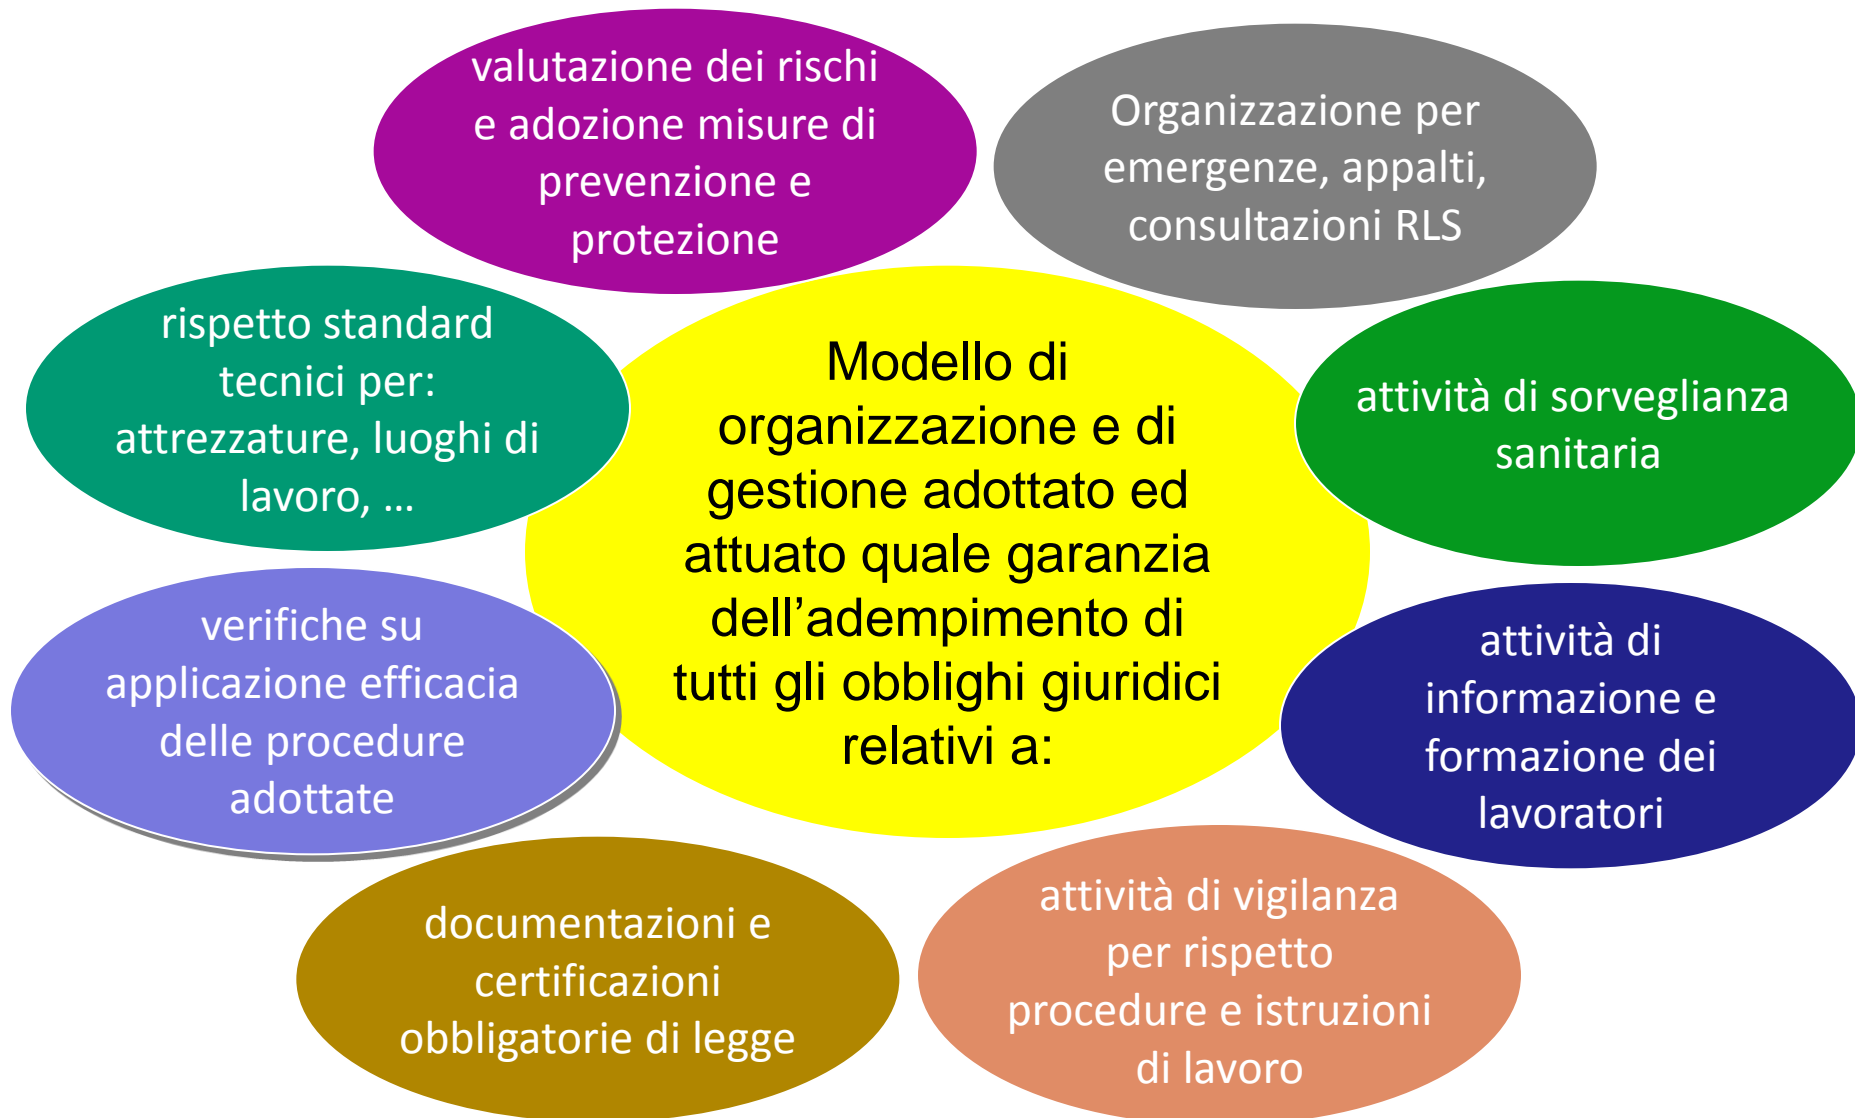 valutazione dei rischi
e adozione misure di
prevenzione e
protezione
Organizzazione per
emergenze, appalti,
consultazioni RLS
rispetto standard
tecnici per:
attrezzature, luoghi di
lavoro, …
Modello di
organizzazione e di
gestione adottato ed
attuato quale garanzia
dell’adempimento di
tutti gli obblighi giuridici
relativi a:
attività di sorveglianza
sanitaria
verifiche su
applicazione efficacia
delle procedure
adottate
attività di
informazione e
formazione dei
lavoratori
documentazioni e
certificazioni
obbligatorie di legge
attività di vigilanza
per rispetto
procedure e istruzioni
di lavoro